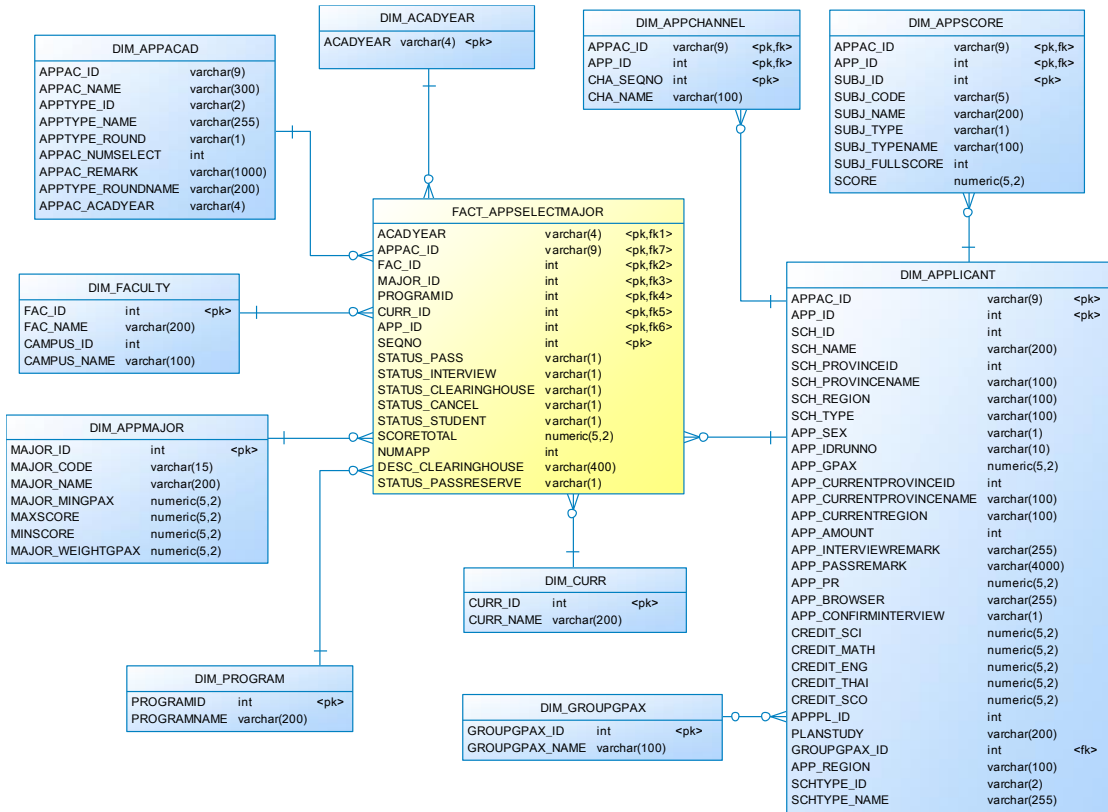 DIM_ACADYEAR
ACADYEAR varchar(4) <pk>
DIM_APPCHANNEL
APPAC_ID varchar(9) <pk,fk>
APP_ID int <pk,fk>
CHA_SEQNO int <pk>
CHA_NAME varchar(100)
DIM_APPSCORE
APPAC_ID varchar(9) <pk,fk>
APP_ID int <pk,fk>
SUBJ_ID int <pk>
SUBJ_CODE varchar(5)
SUBJ_NAME varchar(200)
SUBJ_TYPE varchar(1)
SUBJ_TYPENAME varchar(100)
SUBJ_FULLSCORE int
SCORE numeric(5,2)
DIM_APPACAD
APPAC_ID varchar(9)
APPAC_NAME varchar(300)
APPTYPE_ID varchar(2)
APPTYPE_NAME varchar(255)
APPTYPE_ROUND varchar(1)
APPAC_NUMSELECT int
APPAC_REMARK varchar(1000)
APPTYPE_ROUNDNAME varchar(200)
APPAC_ACADYEAR varchar(4)
FACT_APPSELECTMAJOR
ACADYEAR varchar(4) <pk,fk1>
APPAC_ID varchar(9) <pk,fk7>
FAC_ID int <pk,fk2>
MAJOR_ID int <pk,fk3>
PROGRAMID int <pk,fk4>
CURR_ID int <pk,fk5>
APP_ID int <pk,fk6>
SEQNO int <pk>
STATUS_PASS varchar(1)
STATUS_INTERVIEW varchar(1)
STATUS_CLEARINGHOUSE varchar(1)
STATUS_CANCEL varchar(1)
STATUS_STUDENT varchar(1)
SCORETOTAL numeric(5,2)
NUMAPP int
DESC_CLEARINGHOUSE varchar(400)
STATUS_PASSRESERVE varchar(1)
DIM_FACULTY
FAC_ID int <pk>
FAC_NAME varchar(200)
CAMPUS_ID int
CAMPUS_NAME varchar(100)
DIM_APPMAJOR
MAJOR_ID int <pk>
MAJOR_CODE varchar(15)
MAJOR_NAME varchar(200)
MAJOR_MINGPAX numeric(5,2)
MAXSCORE numeric(5,2)
MINSCORE numeric(5,2)
MAJOR_WEIGHTGPAX numeric(5,2)
DIM_APPLICANT
APPAC_ID varchar(9) <pk>
APP_ID int <pk>
SCH_ID int
SCH_NAME varchar(200)
SCH_PROVINCEID int
SCH_PROVINCENAME varchar(100)
SCH_REGION varchar(100)
SCH_TYPE varchar(100)
APP_SEX varchar(1)
APP_IDRUNNO varchar(10)
APP_GPAX numeric(5,2)
APP_CURRENTPROVINCEID int
APP_CURRENTPROVINCENAME varchar(100)
APP_CURRENTREGION varchar(100)
APP_AMOUNT int
APP_INTERVIEWREMARK varchar(255)
APP_PASSREMARK varchar(4000)
APP_PR numeric(5,2)
APP_BROWSER varchar(255)
APP_CONFIRMINTERVIEW varchar(1)
CREDIT_SCI numeric(5,2)
CREDIT_MATH numeric(5,2)
CREDIT_ENG numeric(5,2)
CREDIT_THAI numeric(5,2)
CREDIT_SCO numeric(5,2)
APPPL_ID int
PLANSTUDY varchar(200)
GROUPGPAX_ID int <fk>
APP_REGION varchar(100)
SCHTYPE_ID varchar(2)
SCHTYPE_NAME varchar(255)
DIM_CURR
CURR_ID int <pk>
CURR_NAME varchar(200)
DIM_PROGRAM
PROGRAMID int <pk>
PROGRAMNAME varchar(200)
DIM_GROUPGPAX
GROUPGPAX_ID int <pk>
GROUPGPAX_NAME varchar(100)